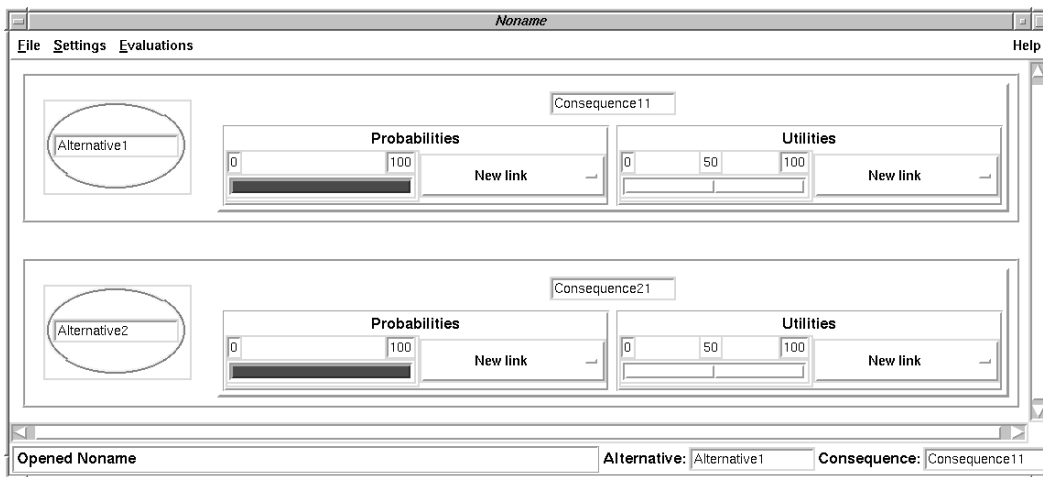 Noname
File Settings Evaluations Help
Consequence11
Alternative1
Probabilities Utilities
0 100 New link 0 50 100 New link
Consequence21
Alternative2
Probabilities Utilities
0 100 New link 0 50 100 New link
Opened Noname Alternative: Alternative1 Consequence: Consequence11